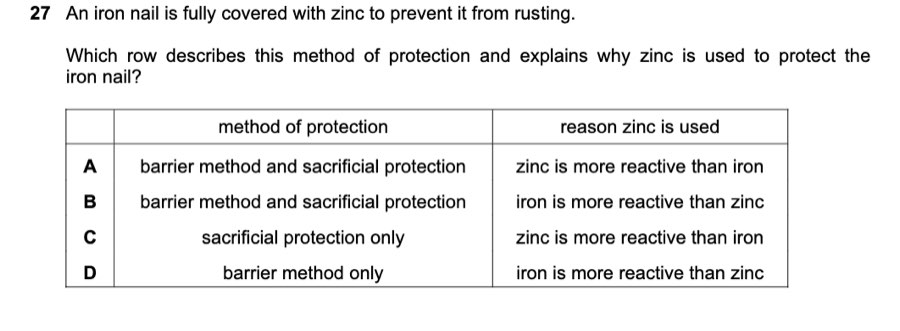 27 An iron nail is fully covered with zinc to prevent it from rusting.
Which row describes this method of protection and explains why zinc is used to protect the
iron nail?
method of protection reason zinc is used
A barrier method and sacrificial protection zinc is more reactive than iron
B barrier method and sacrificial protection iron is more reactive than zinc
C sacrificial protection only zinc is more reactive than iron
D barrier method only iron is more reactive than zinc